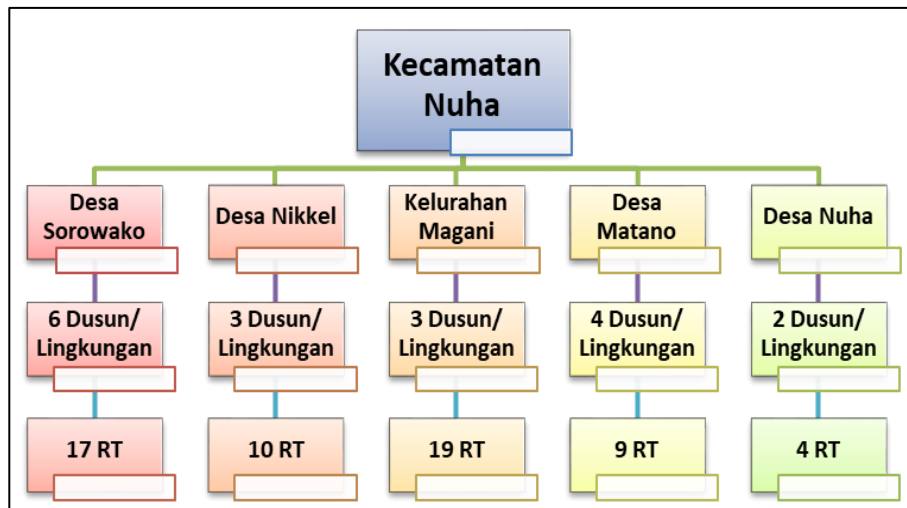 Kecamatan
Nuha
Desa
Sorowako
Desa Nikkel
Kelurahan
Magani
Desa
Matano
Desa Nuha
6 Dusun/
Lingkungan
3 Dusun/
Lingkungan
3 Dusun/
Lingkungan
4 Dusun/
Lingkungan
2 Dusun/
Lingkungan
17 RT
10 RT
19 RT
9 RT
4 RT